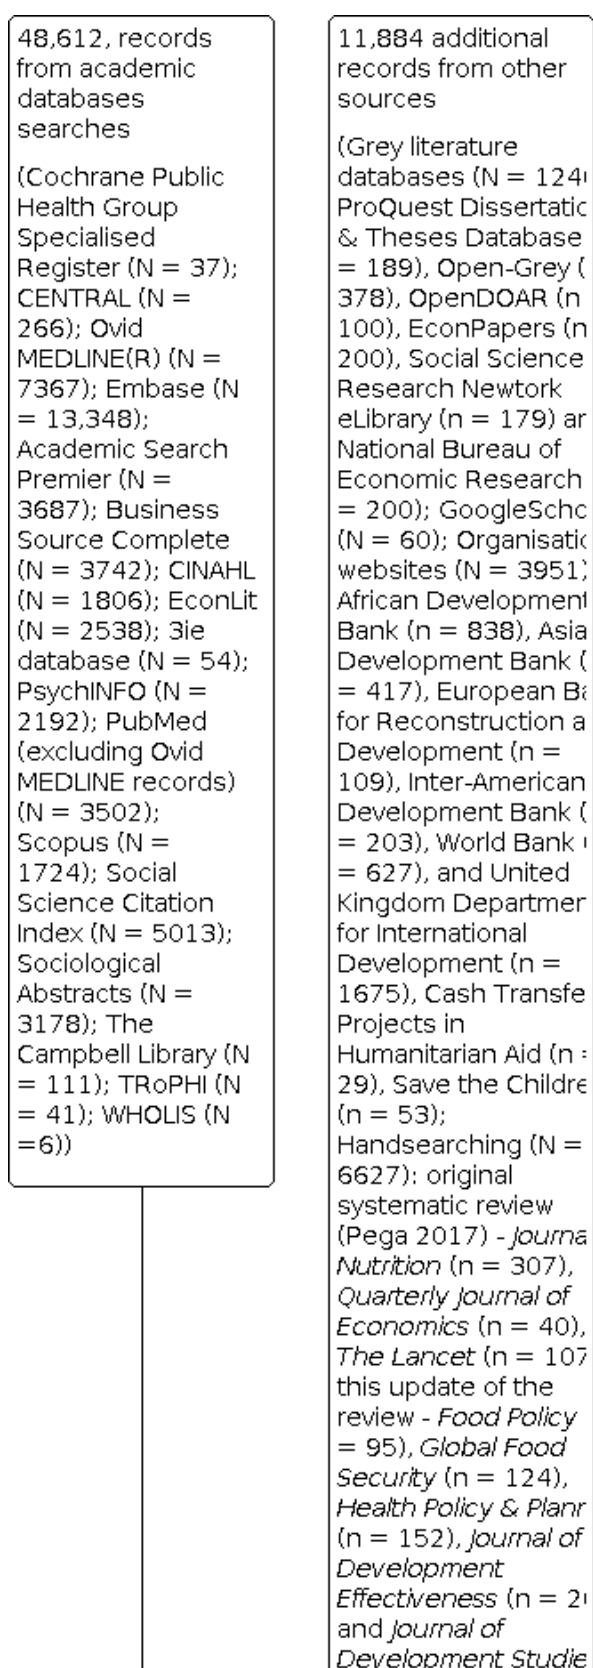 48,612, records
from academic
databases
searches
(Cochrane Public
Health Group
Specialised
Register (N = 37);
CENTRAL (N =
266); Ovid
MEDLINE(R) (N =
7367); Embase (N
= 13,348);
Academic Search
Premier (N =
3687); Business
Source Complete
(N = 3742); CINAHL
(N = 1806); EconLit
(N = 2538); 3ie
database (N = 54);
PsychINFO (N =
2192); PubMed
(excluding Ovid
MEDLINE records)
(N = 3502);
Scopus (N =
1724); Social
Science Citation
Index (N = 5013);
Sociological
Abstracts (N =
3178); The
Campbell Library (N
= 111); TRoPHI (N
= 41); WHOLIS (N
=6))
11,884 additional
records from other
sources
(Grey literature
databases (N =
ProQuest
& Theses Database
= 189), Open-Grey (
378), OpenDOAR (n
100), EconPapers (n
200), Social Science
Research Newtork
eLibrary (n = 179)
National Bureau of
Economic Research
= 200);
(N = 60);
websites (N = 3951)
African Development
Bank (n = 838),
Development Bank (
= 417), European
for Reconstruction
Development (n =
109), Inter-American
Development Bank (
= 203), World Bank
= 627), and United
Kingdom
for International
Development (n =
1675), Cash
Projects in
Humanitarian Aid (n =
29), Save the
(n = 53);
Handsearching (N =
6627): original
systematic review
(Pega 2017) -
Nutrition (n = 307),
Quarterly Journal of
Economics (n = 40),
The Lancet (n = 107
this update of the
review - Food Policy
= 95), Global Food
Security (n = 124),
Health Policy &
(n = 152), Journal of
Development
Effectiveness (n =
and Journal of
Development